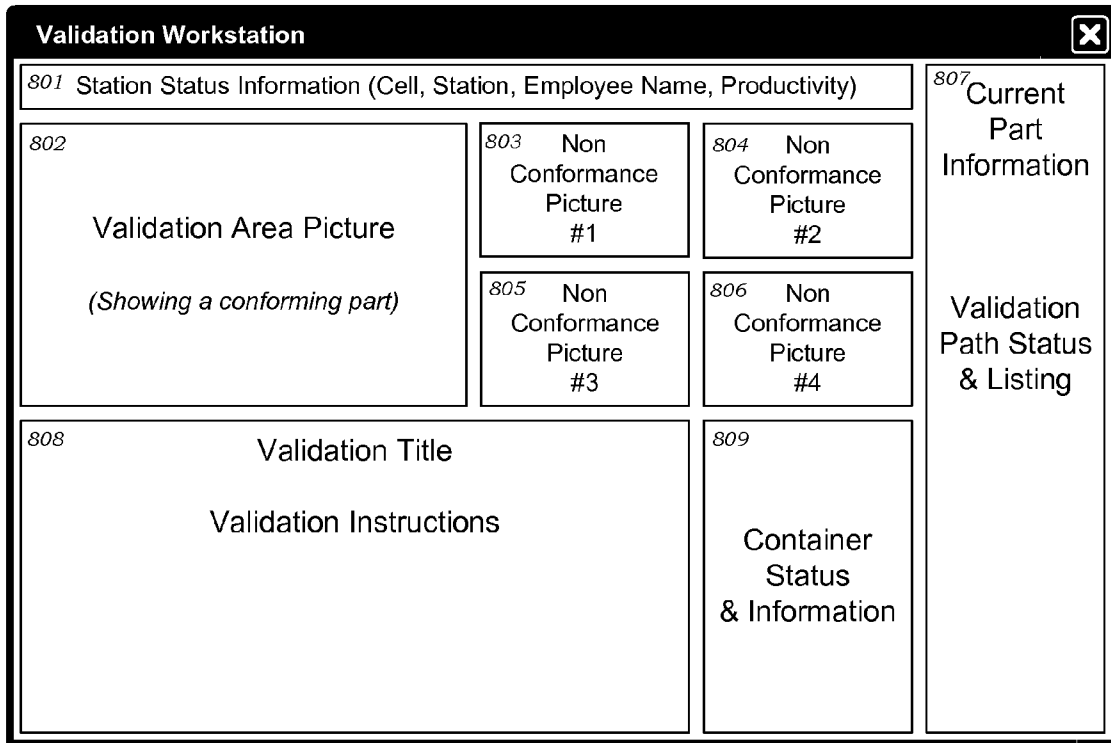 Validation Workstation
801 Station Status Information (Cell, Station, Employee Name, Productivity)
802
Validation Area Picture
(Showing a conforming part)
803 Non
Conformance
Picture
#1
804 Non
Conformance
Picture
#2
805 Non
Conformance
Picture
#3
806 Non
Conformance
Picture
#4
807 Current
Part
Information
Validation
Path Status
& Listing
808 Validation Title
Validation Instructions
809
Container
Status
& Information